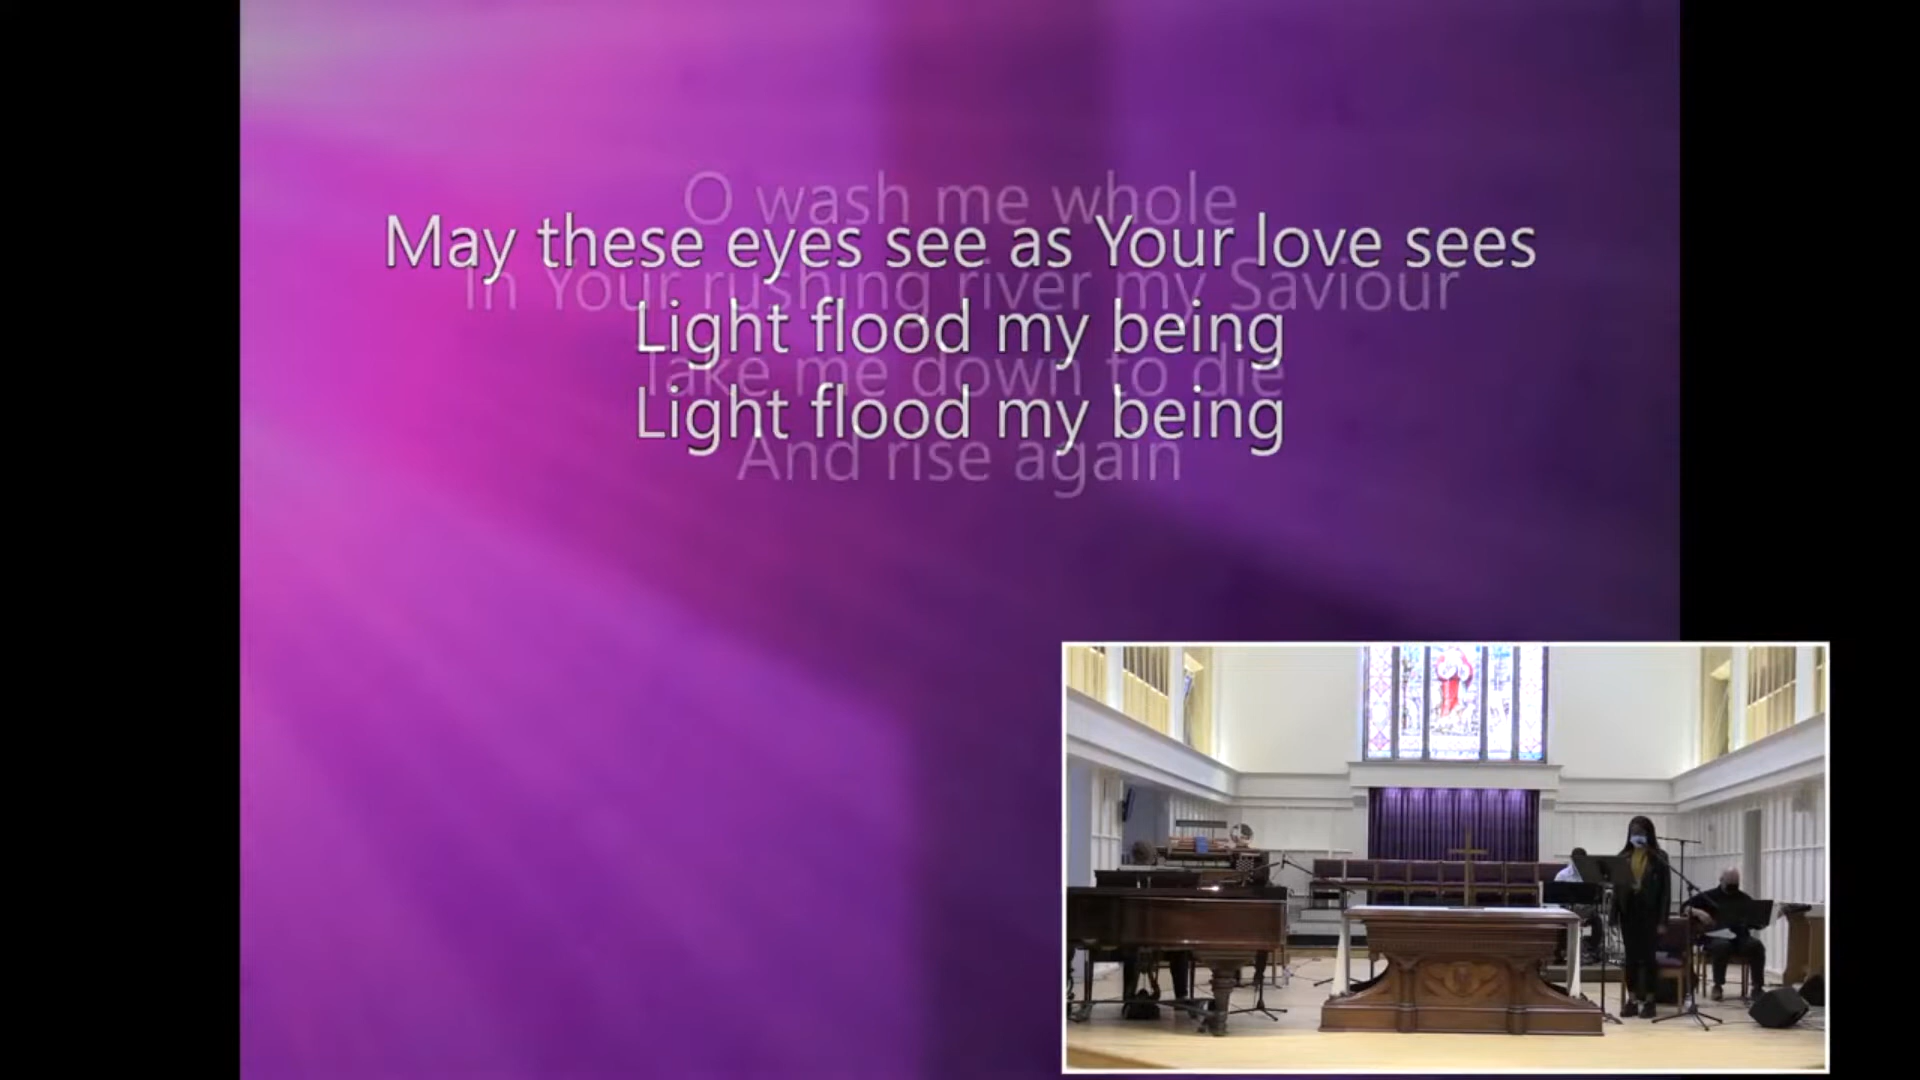 O wash me whole
May these eyes see as Your love sees
In Your rushing river my Saviour
Light flood my being
Take me down to die
Light flood my being
And rise again